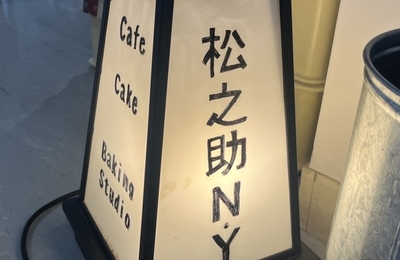 Cafe
Cake
Baking
Studio
松之助N.Y